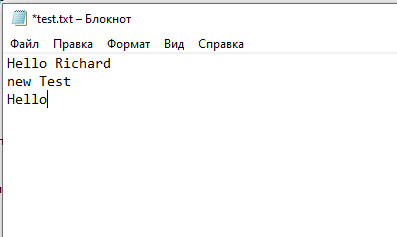 *test.txt – Блокнот
Файл Правка Формат Вид Справка
Hello Richard
new Test
Hello